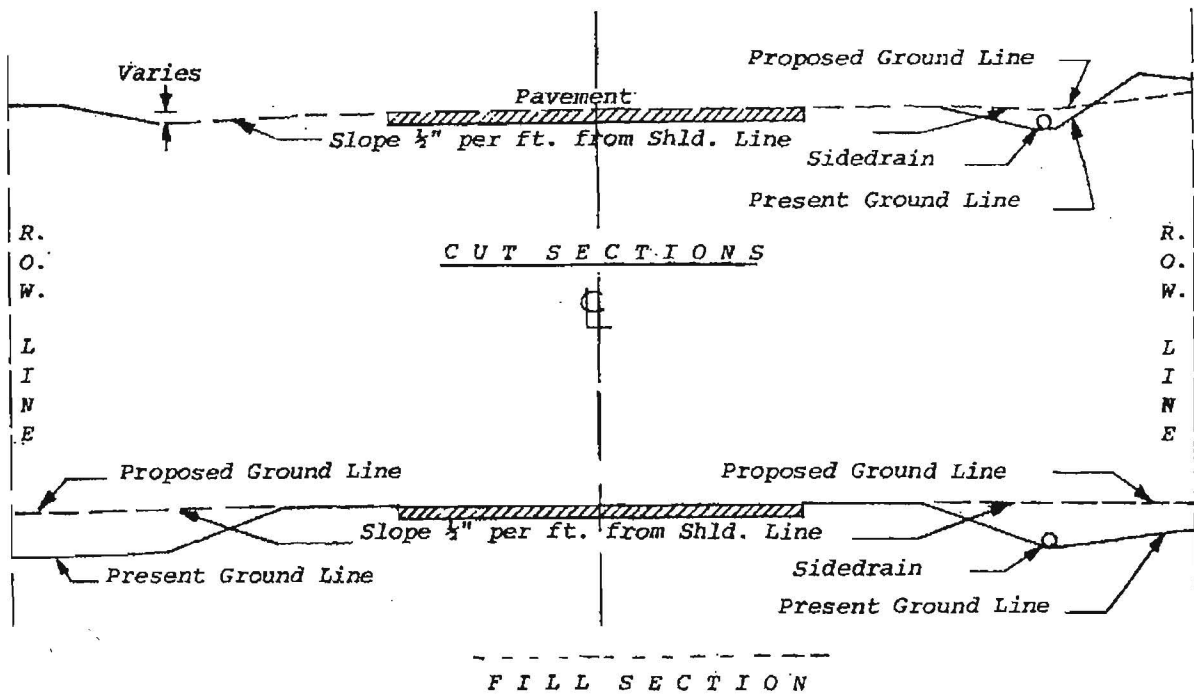 Varies
Proposed Ground Line
Pavement
Slope ½" per ft. from Shld. Line
Sidedrain
Present Ground Line
R.O.W. LINE
R.O.W. LINE
CUT SECTIONS
℄
Proposed Ground Line
Proposed Ground Line
Slope ½" per ft. from Shld. Line
Present Ground Line
Sidedrain
Present Ground Line
FILL SECTION